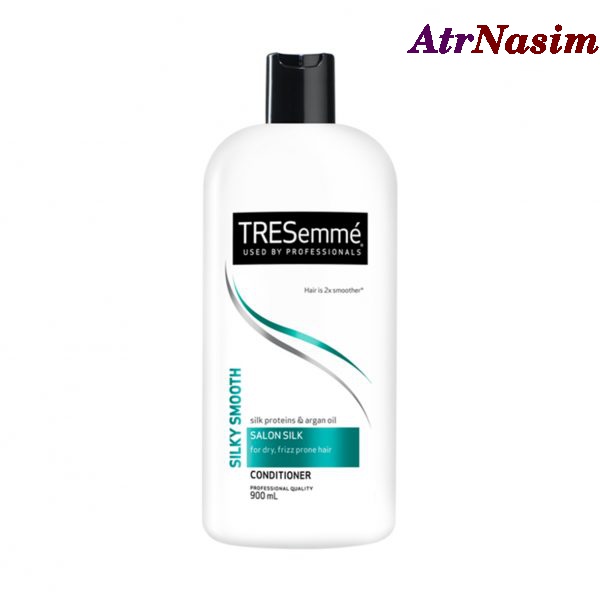 AtrNasim
TRESemmé®
USED BY PROFESSIONALS
Hair is 2x smoother*
SILKY SMOOTH
silk proteins & argan oil
SALON SILK
for dry, frizz prone hair
CONDITIONER
PROFESSIONAL QUALITY
900 mL